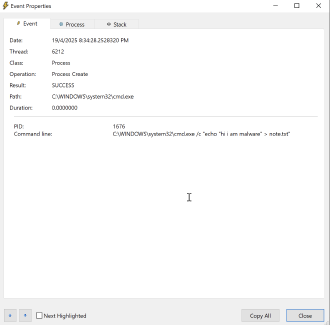 Event Properties
Event Process Stack
Date: 19/4/2025 8:34:28.2528320 PM
Thread: 6212
Class: Process
Operation: Process Create
Result: SUCCESS
Path: C:\WINDOWS\system32\cmd.exe
Duration: 0.0000000
PID: 1676
Command line: C:\WINDOWS\system32\cmd.exe /c "echo "hi i am malware" > note.txt"
Next Highlighted Copy All Close